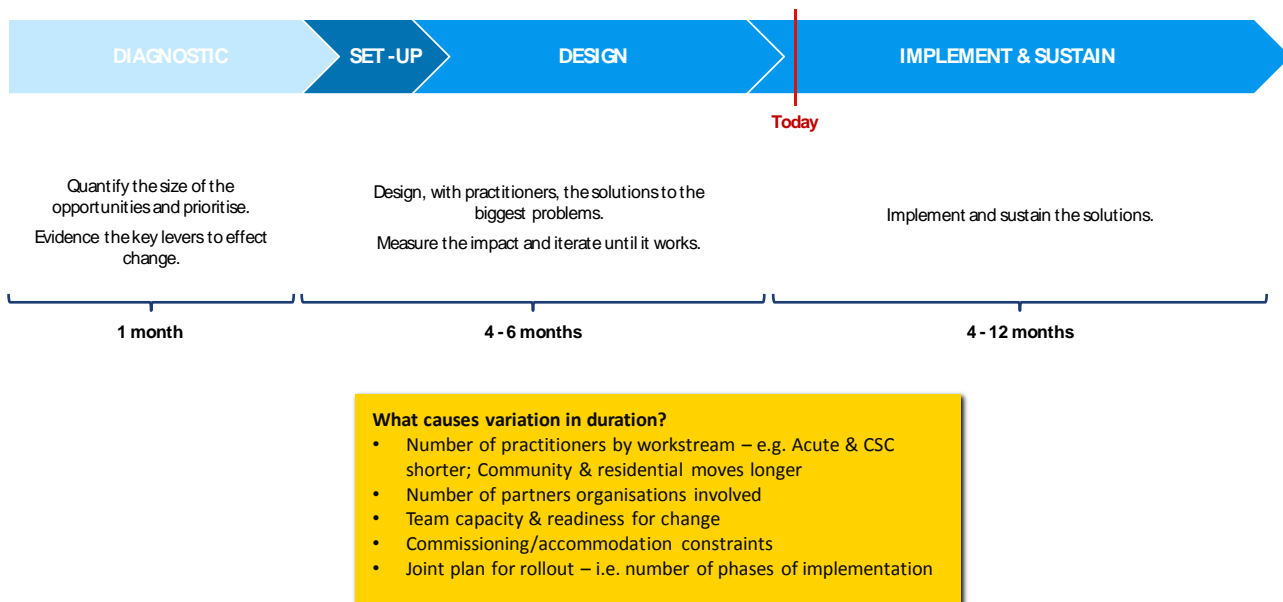 DIAGNOSTIC
SET-UP
DESIGN
IMPLEMENT & SUSTAIN
Today
Quantify the size of the
opportunities and prioritise.
Evidence the key levers to effect
change.
Design, with practitioners, the solutions to the
biggest problems.
Measure the impact and iterate until it works.
Implement and sustain the solutions.
1 month
4 - 6 months
4 - 12 months
What causes variation in duration?
• Number of practitioners by workstream – e.g. Acute & CSC
shorter; Community & residential moves longer
• Number of partners organisations involved
• Team capacity & readiness for change
• Commissioning/accommodation constraints
• Joint plan for rollout – i.e. number of phases of implementation